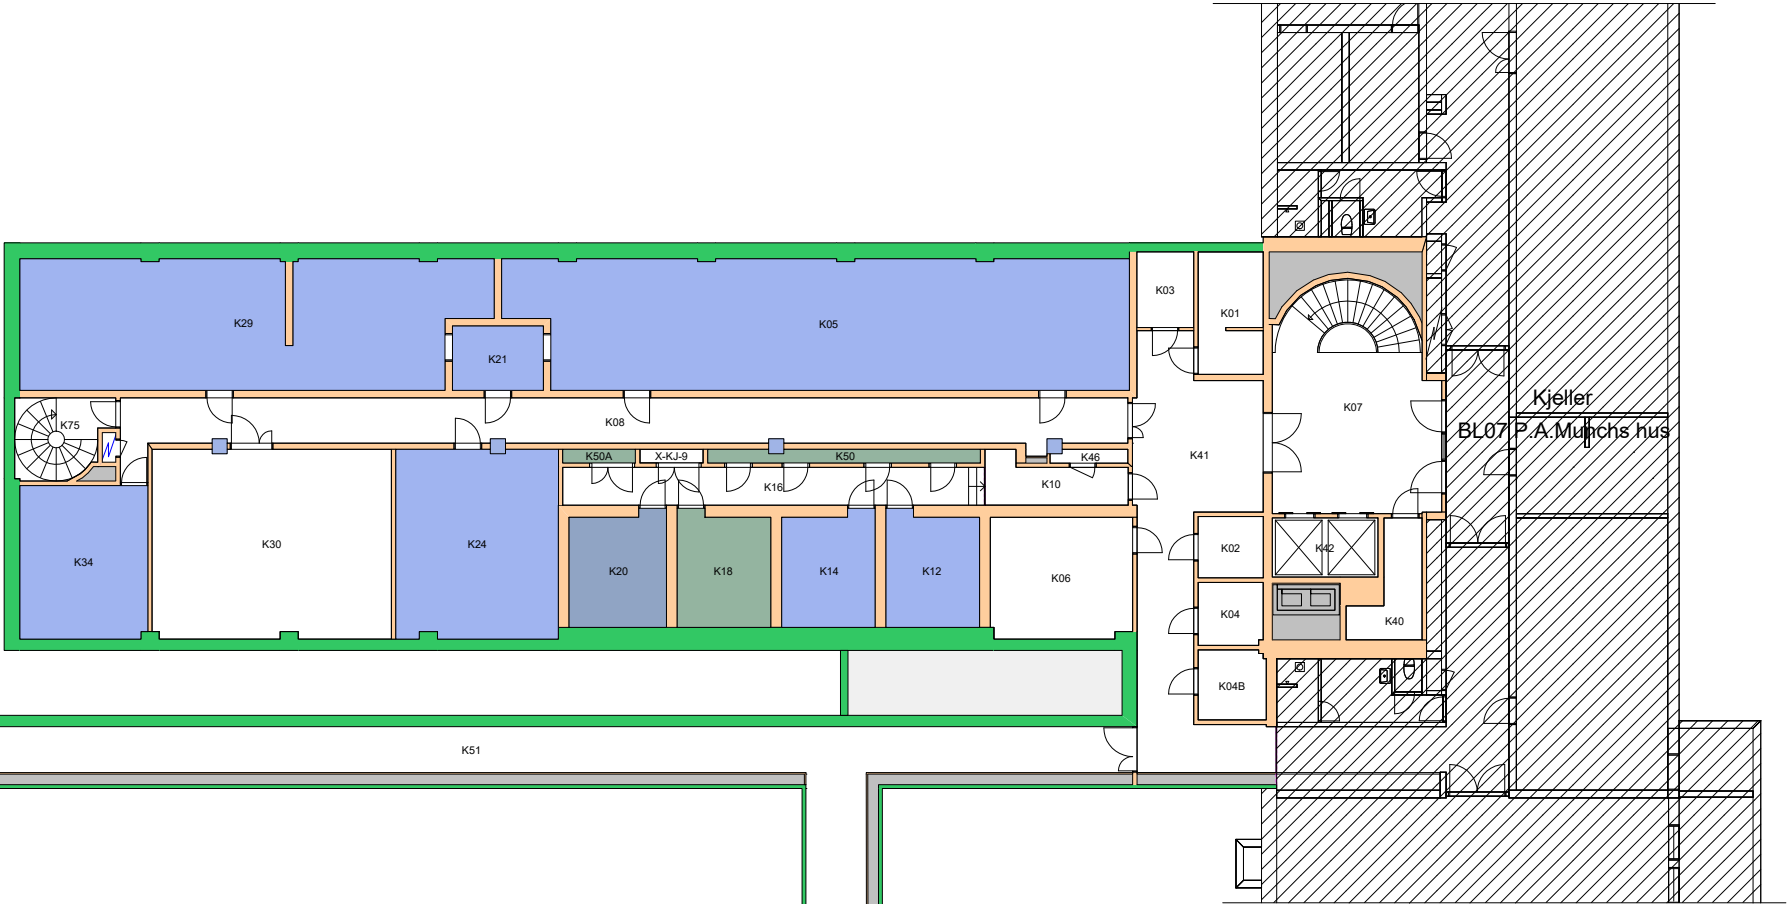 K03
K01
K29
K05
K21
K07
Kjeller
BL07 P.A.Munchs hus
K75
K08
K50A
X-KJ-9
K50
K46
K41
K16
K10
K34
K30
K24
K20
K18
K14
K12
K06
K02
K42
K04
K40
K04B
K51